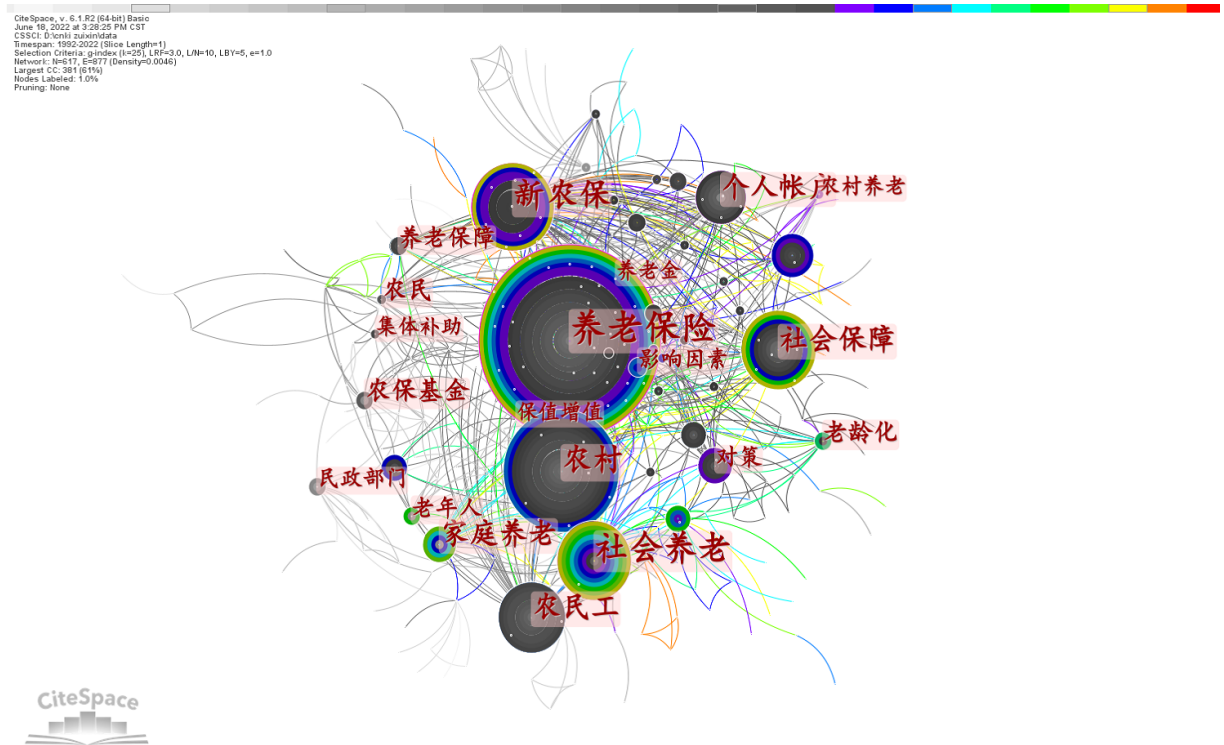 CiteSpace, v. 6.1.R2 (64-bit) Basic
June 18, 2022 at 3:28:25 PM CST
CSSCI: D:\cnki zuixin\data
Timespan: 1992-2022 (Slice Length=1)
Selection Criteria: g-index (k=25), LRF=3.0, L/N=10, LBY=5, e=1.0
Network: N=617, E=877 (Density=0.0046)
Largest CC: 381 (61%)
Nodes Labeled: 1.0%
Pruning: None
新农保
个人帐户
农村养老
养老保障
养老金
农民
集体补助
养老保险
社会保障
影响因素
农保基金
保值增值
老龄化
农村
对策
民政部门
老年人
家庭养老
社会养老
农民工
CiteSpace